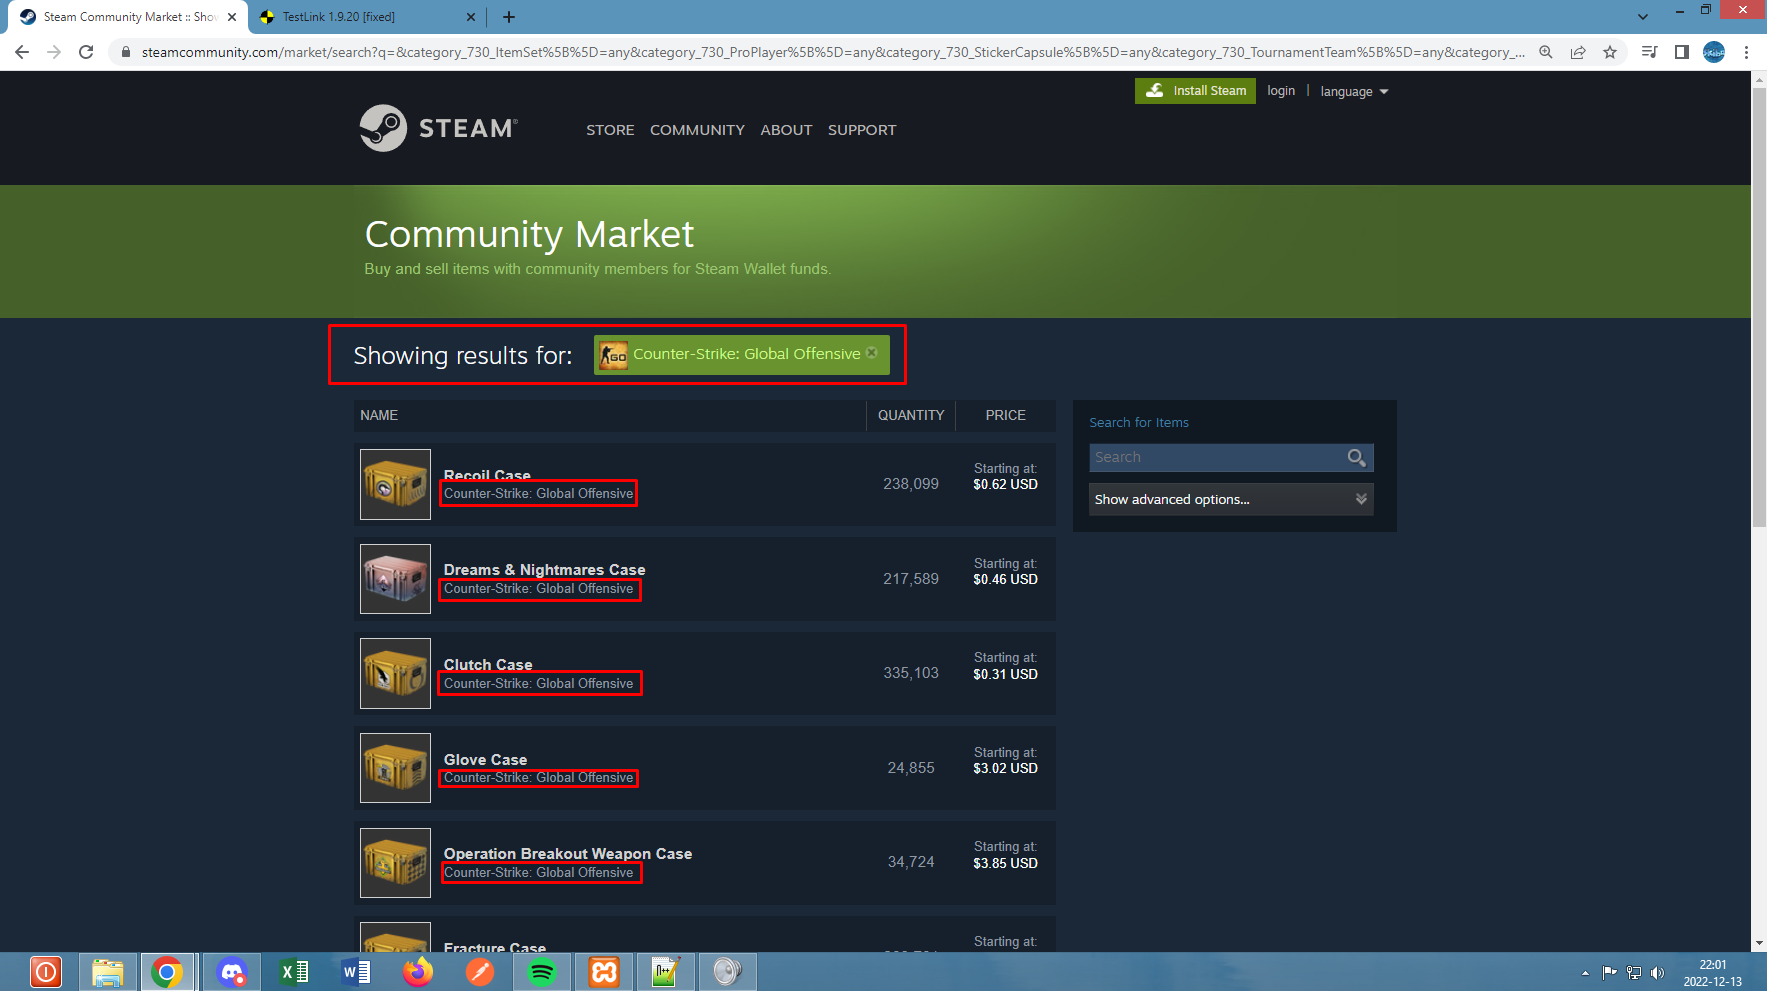 Steam Community Market :: Show
TestLink 1.9.20 [fixed]
steamcommunity.com/market/search?q=&category_730_ItemSet%5B%5D=any&category_730_ProPlayer%5B%5D=any&category_730_StickerCapsule%5B%5D=any&category_730_TournamentTeam%5B%5D=any&category_...
Install Steam
login
language
STEAM®
STORE
COMMUNITY
ABOUT
SUPPORT
Community Market
Buy and sell items with community members for Steam Wallet funds.
Showing results for:
GO
Counter-Strike: Global Offensive
NAME
QUANTITY
PRICE
Search for Items
Search
Show advanced options...
Recoil Case
Counter-Strike: Global Offensive
238,099
Starting at:
$0.62 USD
Dreams & Nightmares Case
Counter-Strike: Global Offensive
217,589
Starting at:
$0.46 USD
Clutch Case
Counter-Strike: Global Offensive
335,103
Starting at:
$0.31 USD
Glove Case
Counter-Strike: Global Offensive
24,855
Starting at:
$3.02 USD
Operation Breakout Weapon Case
Counter-Strike: Global Offensive
34,724
Starting at:
$3.85 USD
Fracture Case
Starting at:
22:01
2022-12-13